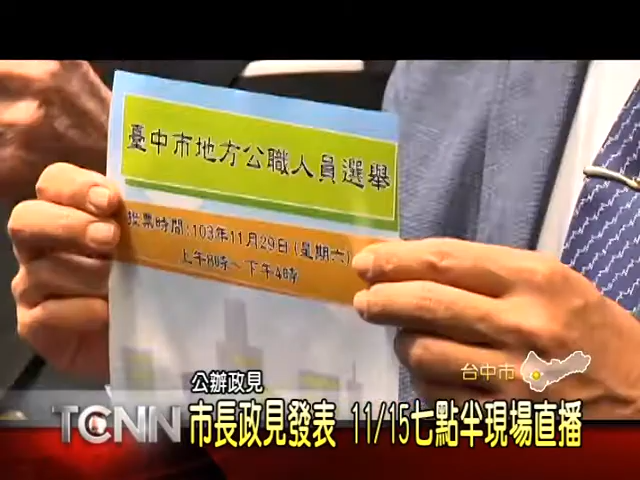 臺中市地方公職人員選舉
投票時間:103年11月29日(星期六)
上午8時~下午4時
台中市
公辦政見
TCNN
市長政見發表 11/15七點半現場直播